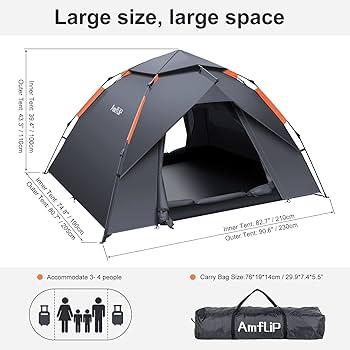 Large size, large space
Inner Tent: 39.4" / 100cm
Outer Tent: 43.3" / 110cm
AmfLiP
Inner Tent: 74.8" / 190cm
Outer Tent: 80.7" / 205cm
Inner Tent: 82.7" / 210cm
Outer Tent: 90.6" / 230cm
Accommodate 3- 4 people
Carry Bag Size:76*19*14cm / 29.9*7.4*5.5"
AmfLiP